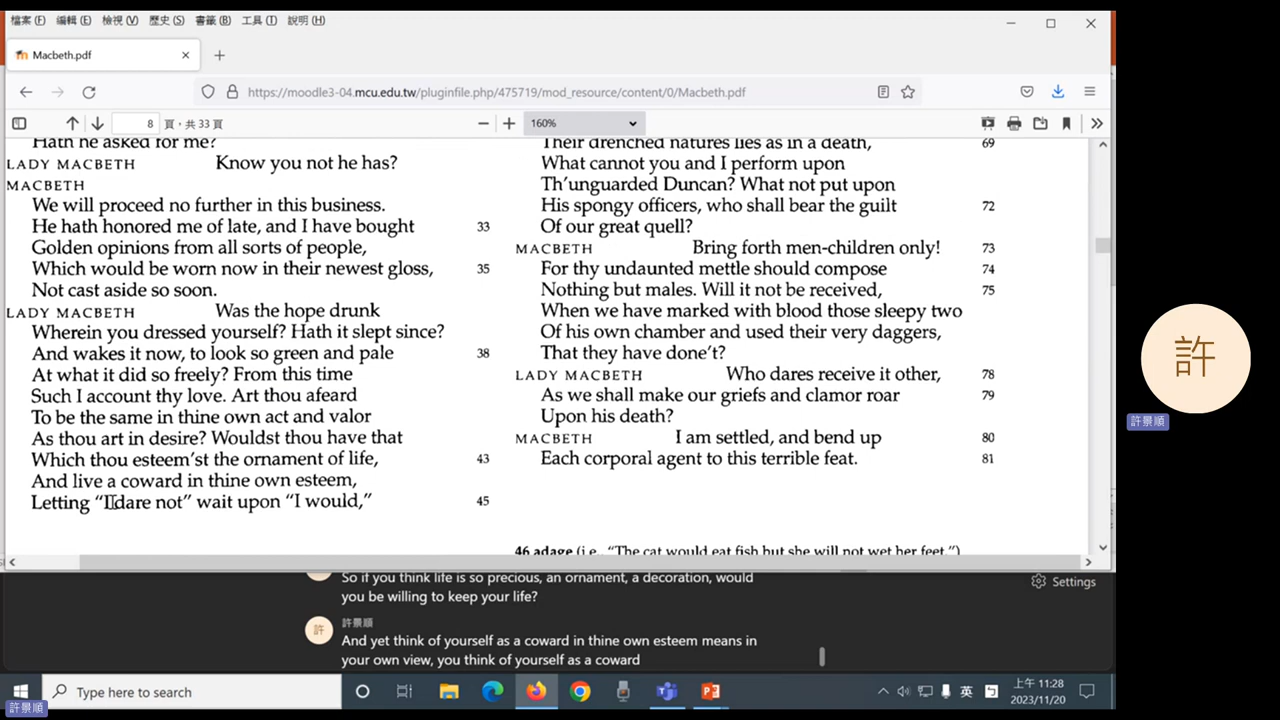 檔案(F) 編輯(E) 檢視(V) 歷史(S) 書籤(B) 工具(T) 說明(H)
Macbeth.pdf
https://moodle3-04.mcu.edu.tw/pluginfile.php/475719/mod_resource/content/0/Macbeth.pdf
8 頁，共 33 頁
160%
Hath he asked for me?
LADY MACBETH Know you not he has?
MACBETH
We will proceed no further in this business.
He hath honored me of late, and I have bought 33
Golden opinions from all sorts of people,
Which would be worn now in their newest gloss, 35
Not cast aside so soon.
LADY MACBETH Was the hope drunk
Wherein you dressed yourself? Hath it slept since?
And wakes it now, to look so green and pale 38
At what it did so freely? From this time
Such I account thy love. Art thou afeard
To be the same in thine own act and valor
As thou art in desire? Wouldst thou have that
Which thou esteem'st the ornament of life, 43
And live a coward in thine own esteem,
Letting “I dare not” wait upon “I would,” 45
Their drenched natures lies as in a death, 69
What cannot you and I perform upon
Th'unguarded Duncan? What not put upon
His spongy officers, who shall bear the guilt 72
Of our great quell?
MACBETH Bring forth men-children only! 73
For thy undaunted mettle should compose 74
Nothing but males. Will it not be received, 75
When we have marked with blood those sleepy two
Of his own chamber and used their very daggers,
That they have done't?
LADY MACBETH Who dares receive it other, 78
As we shall make our griefs and clamor roar 79
Upon his death?
MACBETH I am settled, and bend up 80
Each corporal agent to this terrible feat. 81
46 adage (i.e., “The cat would eat fish but she will not wet her feet.”)
So if you think life is so precious, an ornament, a decoration, would
you be willing to keep your life?
許景順
許
And yet think of yourself as a coward in thine own esteem means in
your own view, you think of yourself as a coward
Settings
許
許景順
Type here to search
英
上午 11:28
2023/11/20
許景順